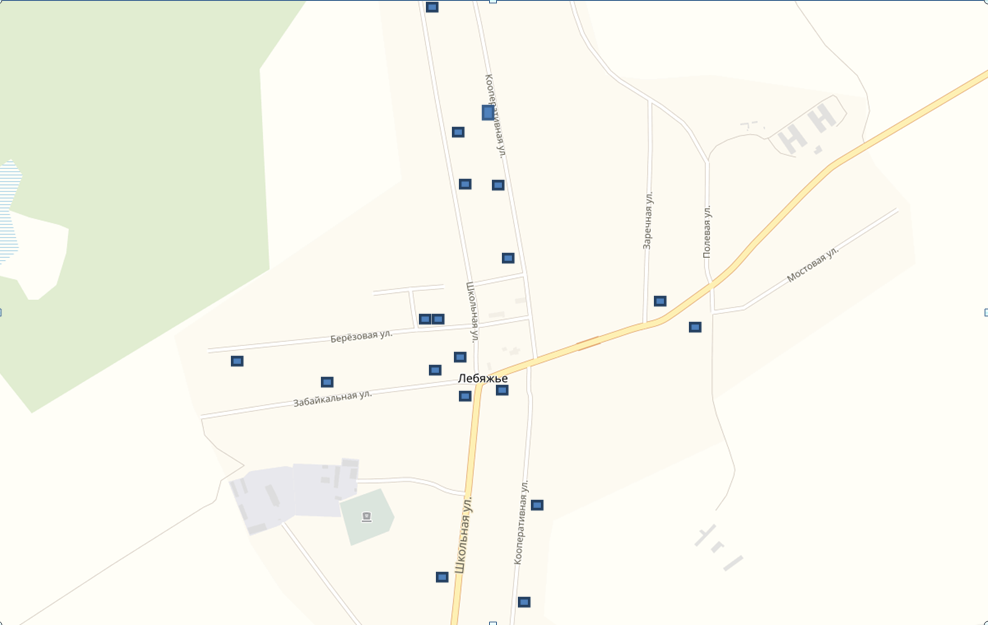 Кооперативная ул.
Заречная ул.
Полевая ул.
Мостовая ул.
Школьная ул.
Берёзовая ул.
Лебяжье
Забайкальная ул.
Школьная ул.
Кооперативная ул.